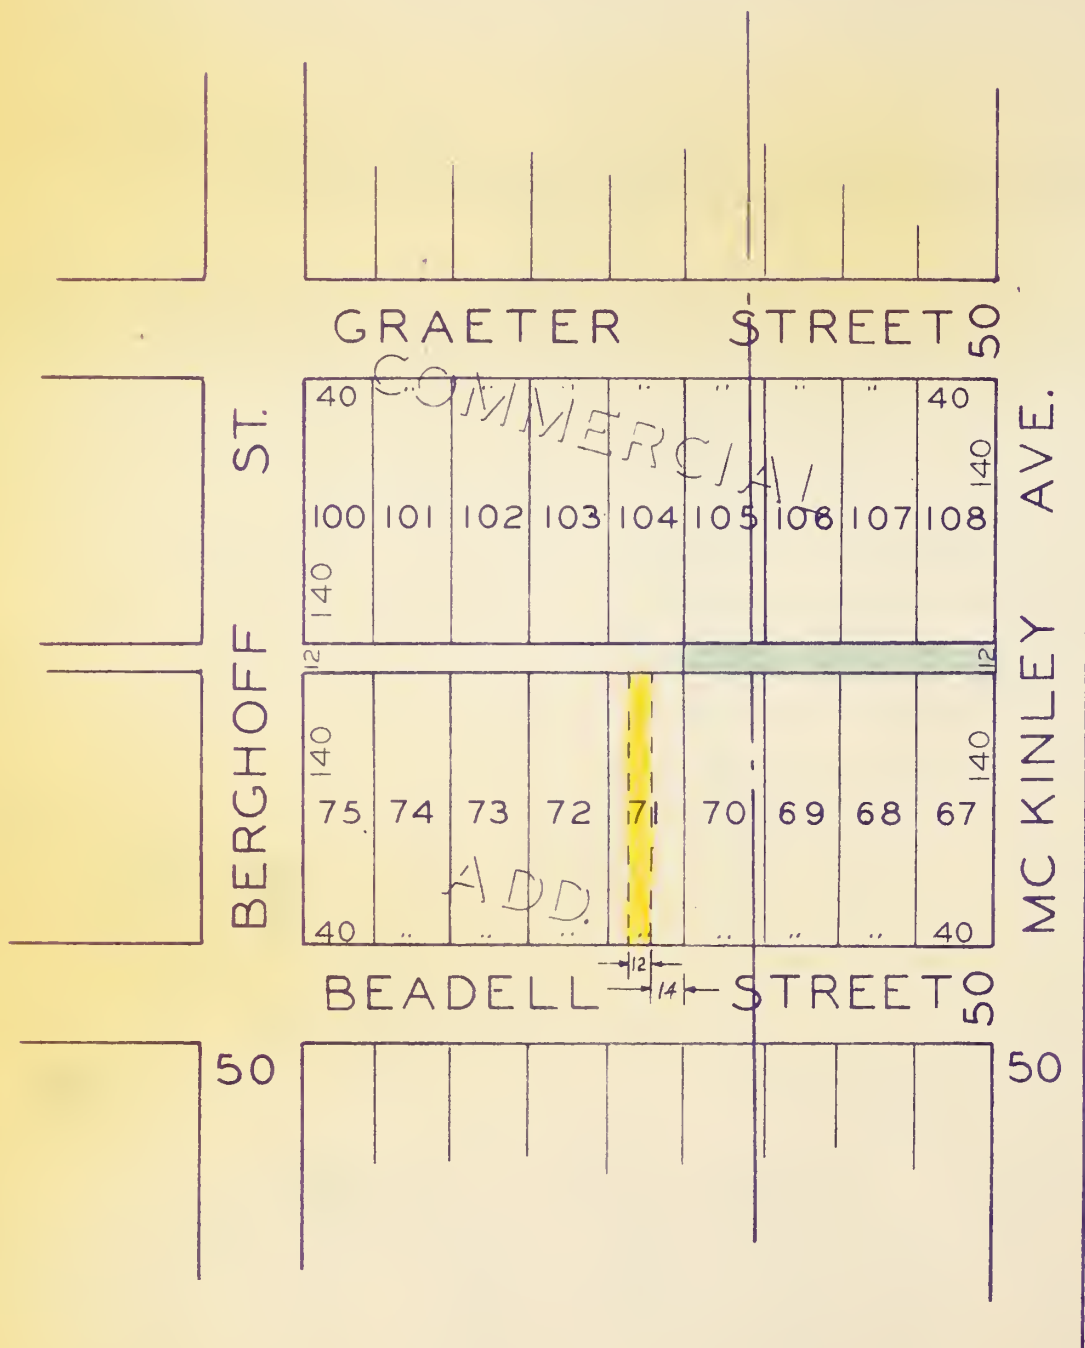 GRAETER STREET 50
COMMERCIAL
40 " " " " " " " 40
140
100 101 102 103 104 105 106 107 108
140
12 12
140 140
75 74 73 72 71 70 69 68 67
ADD.
40 " " " " " " " 40
12
14
BEADELL STREET 50
50 50
BERGHOFF ST.
MC KINLEY AVE.